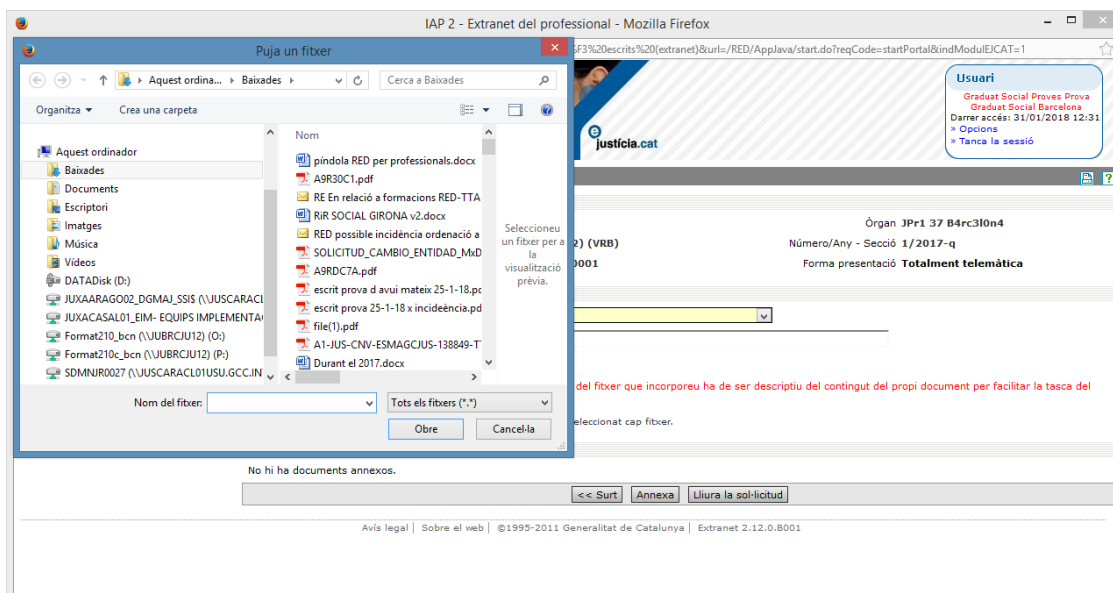 IAP 2 - Extranet del professional - Mozilla Firefox
Puja un fitxer
%F3%20escrits%20(extranet)&url=/RED/AppJava/start.do?reqCode=startPortal&indModulEJCAT=1
Aquest ordina... Baixades
Cerca a Baixades
Organitza
Crea una carpeta
Aquest ordinador
Baixades
Documents
Escriptori
Imatges
Música
Vídeos
DATADisk (D:)
JUXAARAGO02_DGMAJ_SSI$ (\\JUSCARACL
JUXACASAL01_EIM- EQUIPS IMPLEMENTA
Format210_bcn (\\JUBRCJU12) (O:)
Format210c_bcn (\\JUBRCJU12) (P:)
SDMNJR0027 (\\JUSCARACL01USU.GCC.IN
Nom
píndola RED per professionals.docx
A9R30C1.pdf
RE En relació a formacions RED-TTA
RiR SOCIAL GIRONA v2.docx
RED possible incidència ordenació a
SOLICITUD_CAMBIO_ENTIDAD_MxD
A9RDC7A.pdf
escrit prova d avui mateix 25-1-18.pd
escrit prova 25-1-18 x incideència.pd
file(1).pdf
A1-JUS-CNV-ESMAGCJUS-138849-T
Durant el 2017.docx
Seleccioneu
un fitxer per a
la
visualització
prèvia.
Nom del fitxer:
Tots els fitxers (*.*)
Obre
Cancel·la
e
justícia.cat
Usuari
Graduat Social Proves Prova
Graduat Social Barcelona
Darrer accés: 31/01/2018 12:31
» Opcions
» Tanca la sessió
Òrgan JPr1 37 B4rc3l0n4
2) (VRB)
Número/Any - Secció 1/2017-q
0001
Forma presentació Totalment telemàtica
del fitxer que incorporeu ha de ser descriptiu del contingut del propi document per facilitar la tasca del
eleccionat cap fitxer.
No hi ha documents annexos.
<< Surt
Annexa
Lliura la sol·licitud
Avís legal | Sobre el web | ©1995-2011 Generalitat de Catalunya | Extranet 2.12.0.B001